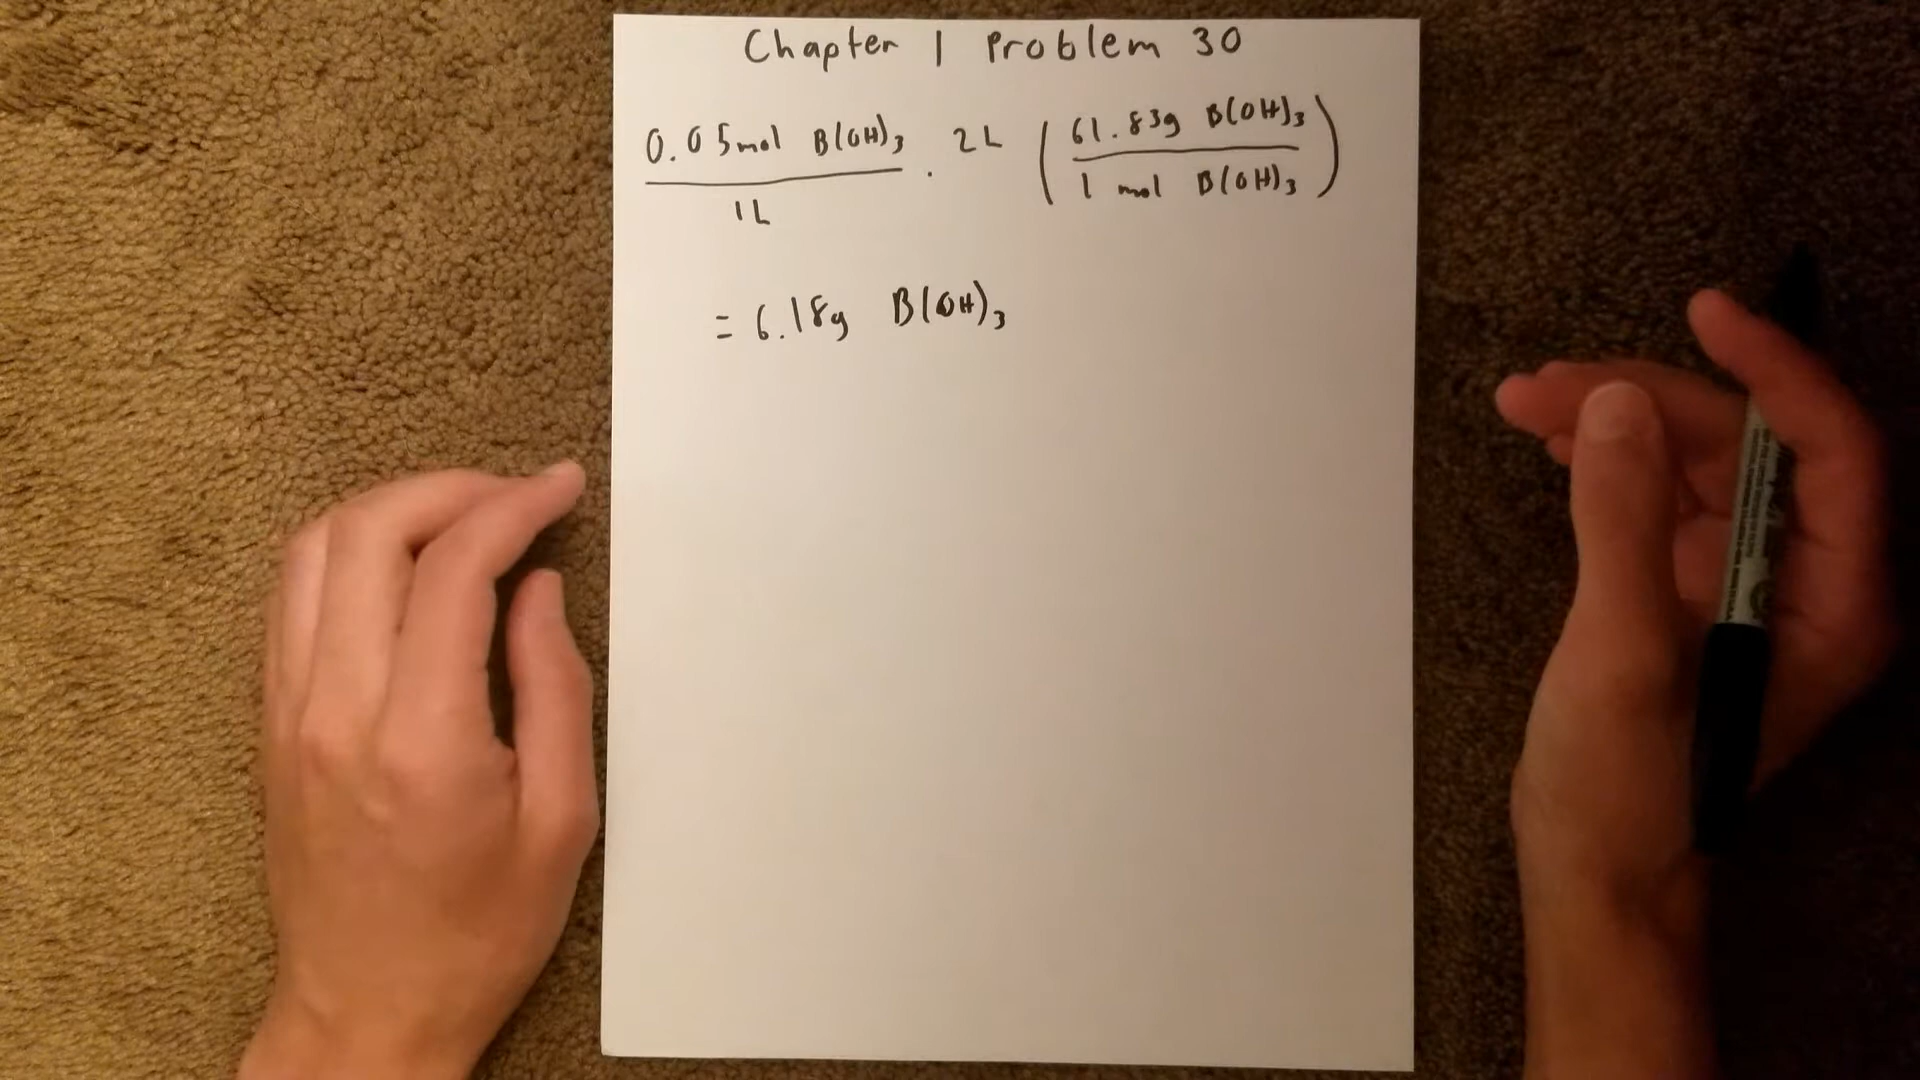 Chapter 1 Problem 30
0.05mol B(OH)₃ . 2L ( 61.83g B(OH)₃ )
1L 1 mol B(OH)₃
= 6.18g B(OH)₃